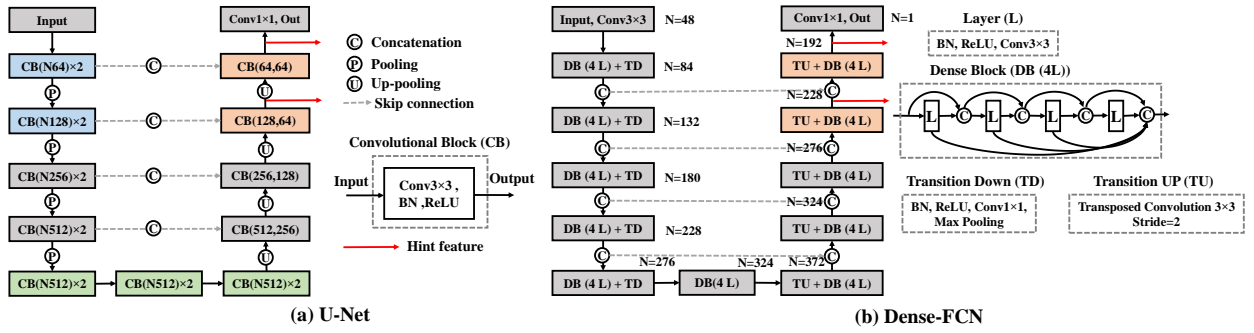 Input
CB(N64)×2
P
CB(N128)×2
P
CB(N256)×2
P
CB(N512)×2
P
CB(N512)×2
CB(N512)×2
CB(N512)×2
C
C
C
C
Conv1×1, Out
CB(64,64)
U
CB(128,64)
U
CB(256,128)
U
CB(512,256)
U
C Concatenation
P Pooling
U Up-pooling
Skip connection
Convolutional Block (CB)
Input
Conv3×3 ,
BN ,ReLU
Output
Hint feature
(a) U-Net
Input, Conv3×3
N=48
DB (4 L) + TD
N=84
C
DB (4 L) + TD
N=132
C
DB (4 L) + TD
N=180
C
DB (4 L) + TD
N=228
C
DB (4 L) + TD
N=276
DB(4 L)
N=324
TU + DB (4 L)
N=372
C
TU + DB (4 L)
N=324
C
TU + DB (4 L)
N=276
C
TU + DB (4 L)
N=228
C
TU + DB (4 L)
N=192
Conv1×1, Out
N=1
Layer (L)
BN, ReLU, Conv3×3
Dense Block (DB (4L))
L C L C L C L C
Transition Down (TD)
BN, ReLU, Conv1×1,
Max Pooling
Transition UP (TU)
Transposed Convolution 3×3
Stride=2
(b) Dense-FCN